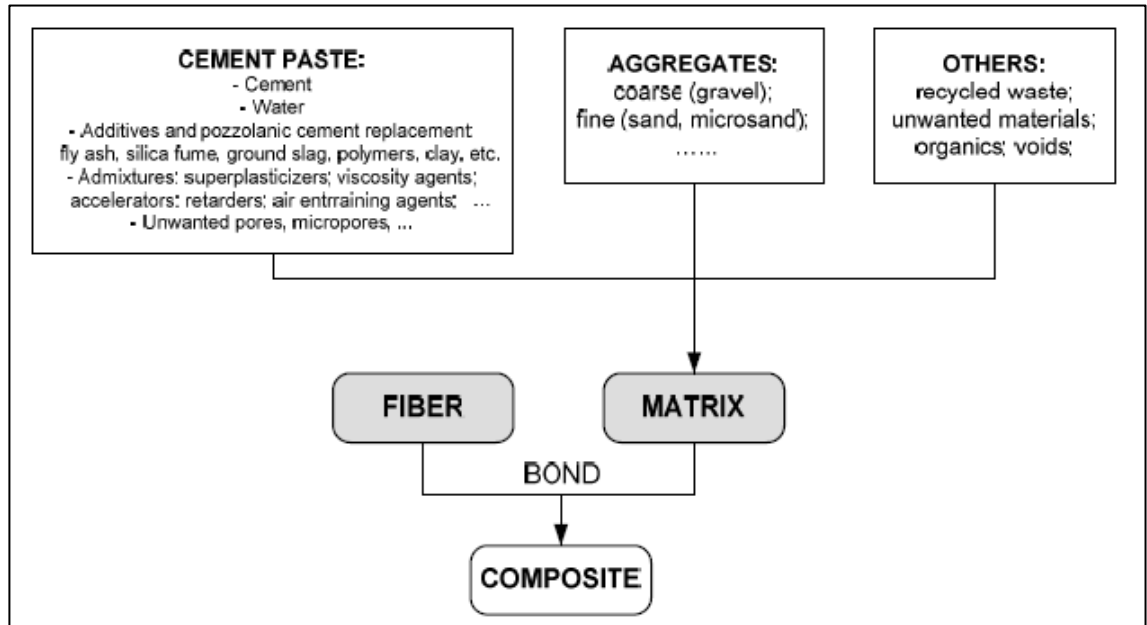 CEMENT PASTE:
- Cement
- Water
- Additives and pozzolanic cement replacement
fly ash, silica fume, ground slag, polymers, clay, etc.
- Admixtures: superplasticizers; viscosity agents;
accelerators: retarders; air entrraining agents; ...
- Unwanted pores, micropores, ...
AGGREGATES:
coarse (gravel);
fine (sand, microsand);
......
OTHERS:
recycled waste;
unwanted materials;
organics; voids;
FIBER
MATRIX
BOND
COMPOSITE